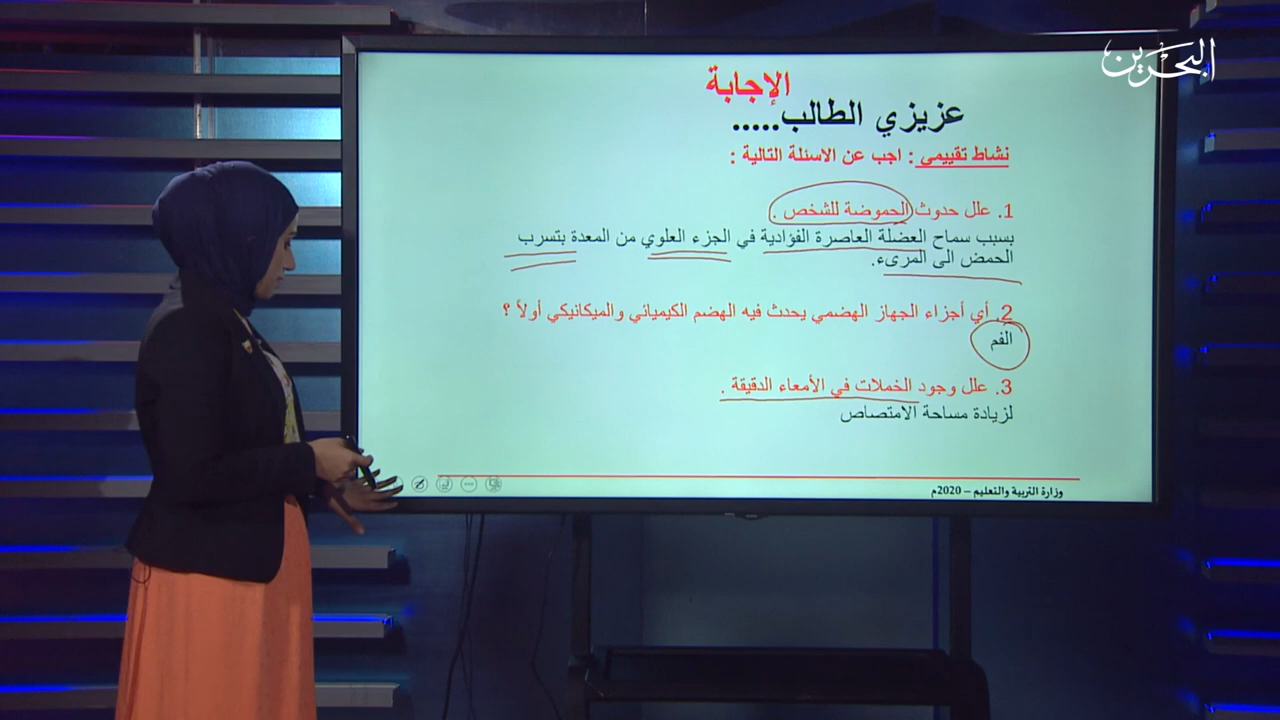 البحرين
الإجابة
عزيزي الطالب.....
نشاط تقييمي : اجب عن الاسئلة التالية :
1. علل حدوث الحموضة للشخص .
بسبب سماح العضلة العاصرة الفؤادية في الجزء العلوي من المعدة بتسرب
الحمض الى المرىء.
2. أي أجزاء الجهاز الهضمي يحدث فيه الهضم الكيميائي والميكانيكي أولاً ؟
الفم
3. علل وجود الخملات في الأمعاء الدقيقة .
لزيادة مساحة الامتصاص
وزارة التربية والتعليم – 2020م